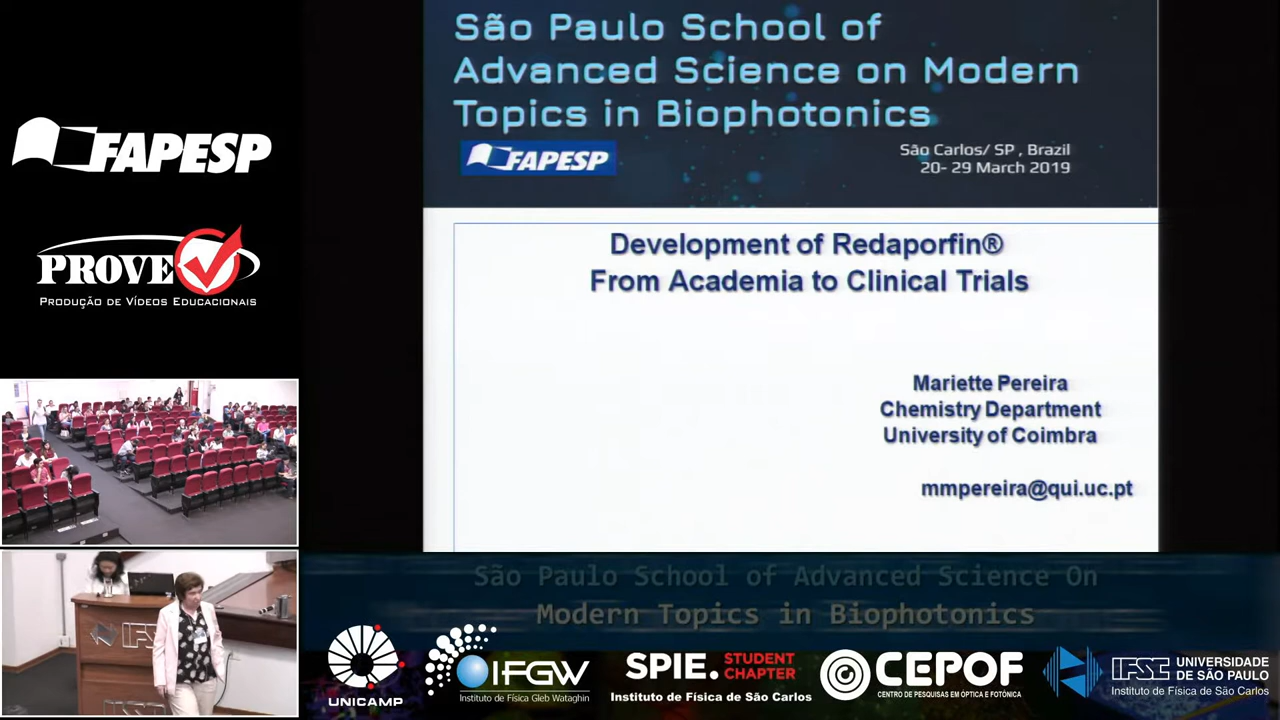 São Paulo School of
Advanced Science on Modern
Topics in Biophotonics
FAPESP
São Carlos/ SP , Brazil
20- 29 March 2019
Development of Redaporfin®
From Academia to Clinical Trials
Mariette Pereira
Chemistry Department
University of Coimbra
mmpereira@qui.uc.pt
FAPESP
PROVE
Produção de Vídeos Educacionais
IFSC
São Paulo School of Advanced Science On
Modern Topics in Biophotonics
UNICAMP
IFGW
Instituto de Física Gleb Wataghin
SPIE. STUDENT
CHAPTER
Instituto de Física de São Carlos
CEPOF
CENTRO DE PESQUISAS EM ÓPTICA E FOTÔNICA
IFSC UNIVERSIDADE
DE SÃO PAULO
Instituto de Física de São Carlos